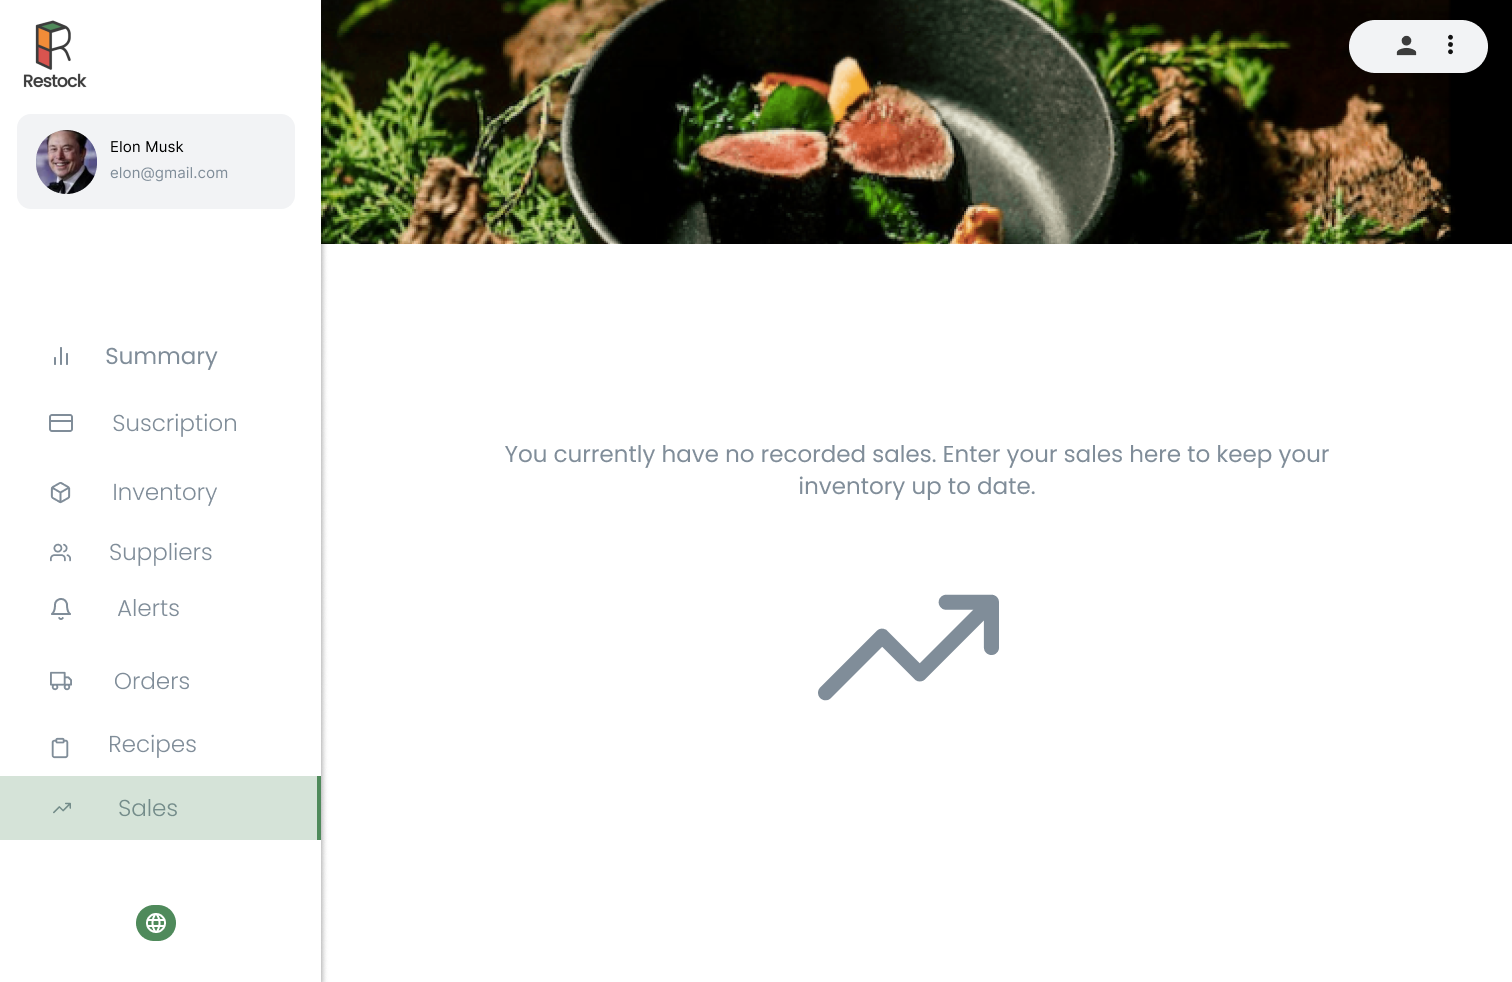 Restock
Elon Musk
elon@gmail.com
Summary
Suscription
Inventory
Suppliers
Alerts
Orders
Recipes
Sales
You currently have no recorded sales. Enter your sales here to keep your
inventory up to date.